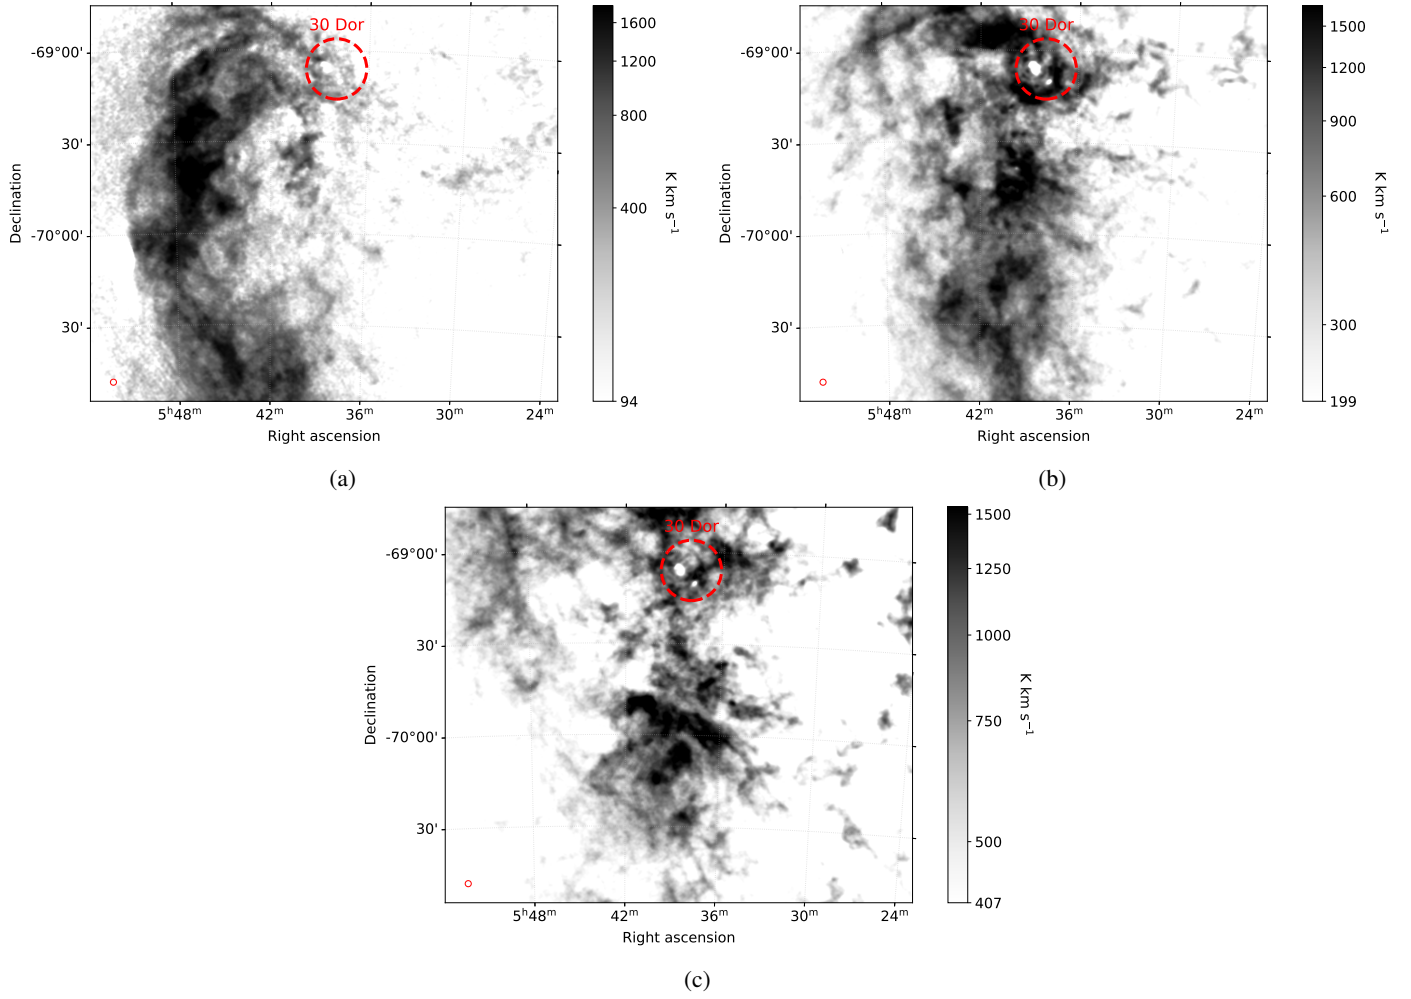 30 Dor
-69°00'
30'
-70°00'
30'
Declination
5ʰ48ᵐ 42ᵐ 36ᵐ 30ᵐ 24ᵐ
Right ascension
1600
1200
800
400
94
K km s⁻¹
(a)
30 Dor
-69°00'
30'
-70°00'
30'
Declination
5ʰ48ᵐ 42ᵐ 36ᵐ 30ᵐ 24ᵐ
Right ascension
1500
1200
900
600
300
199
K km s⁻¹
(b)
30 Dor
-69°00'
30'
-70°00'
30'
Declination
5ʰ48ᵐ 42ᵐ 36ᵐ 30ᵐ 24ᵐ
Right ascension
1500
1250
1000
750
500
407
K km s⁻¹
(c)